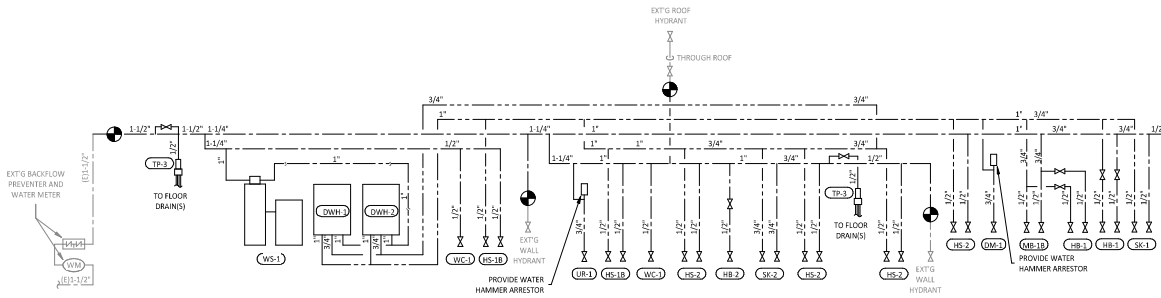 EXT'G ROOF
HYDRANT
THROUGH ROOF
3/4"
3/4"
1"
1"
3/4"
1-1/2"
1-1/2"
1-1/4"
1-1/4"
1"
1"
3/4"
3/4"
1/2
1-1/4"
1/2"
1/2"
3/4"
3/4"
1/2"
TP-3
TO FLOOR
DRAIN(S)
1"
1"
1-1/4"
1"
1"
1/2"
1/2"
TP-3
TO FLOOR
DRAIN(S)
EXT'G BACKFLOW
PREVENTER AND
WATER METER
(E)1-1/2"
WM
(E)1-1/2"
DWH-1
DWH-2
1"
1"
3/4"
1"
1"
3/4"
1"
WS-1
1/2"
1/2"
1/2"
WC-1
HS-1B
EXT'G
WALL
HYDRANT
PROVIDE WATER
HAMMER ARRESTOR
3/4"
1/2"
1/2"
1/2"
1/2"
1/2"
1/2"
1/2"
1/2"
1/2"
1/2"
1/2"
1/2"
UR-1
HS-1B
WC-1
HS-2
HB-2
SK-2
HS-2
HS-2
EXT'G
WALL
HYDRANT
1/2"
1/2"
3/4"
3/4"
3/4"
1/2"
1/2"
1/2"
1/2"
1/2"
1/2"
1/2"
1/2"
HS-2
DM-1
MB-1B
HB-1
HB-1
SK-1
PROVIDE WATER
HAMMER ARRESTOR